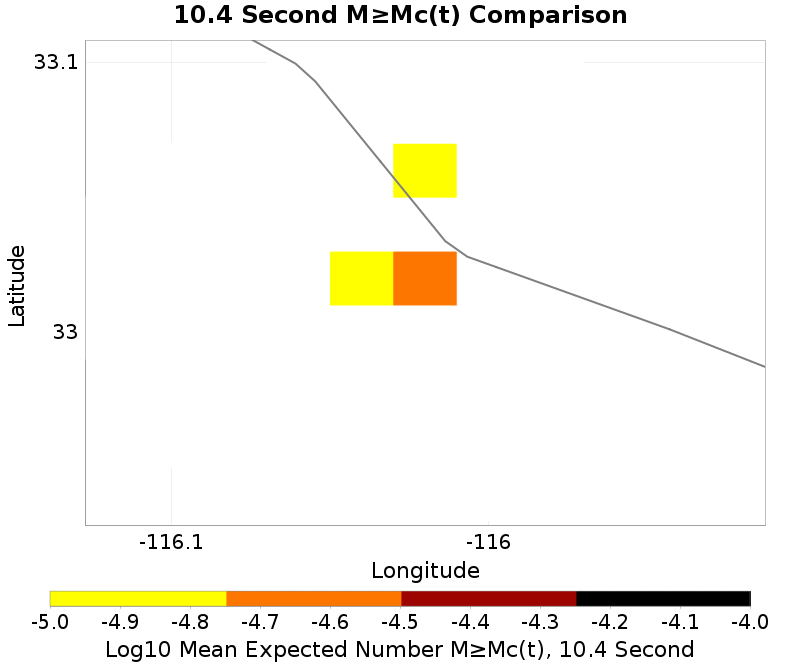 10.4 Second M≥Mc(t) Comparison
33.1
33
Latitude
-116.1 -116
Longitude
-5.0 -4.9 -4.8 -4.7 -4.6 -4.5 -4.4 -4.3 -4.2 -4.1 -4.0
Log10 Mean Expected Number M≥Mc(t), 10.4 Second